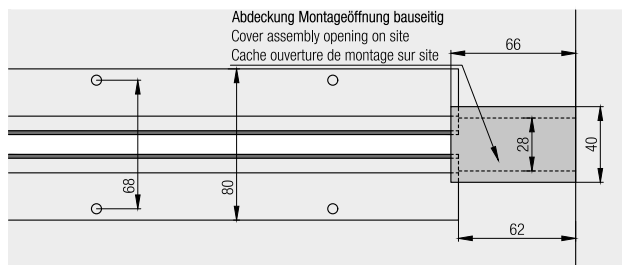 Abdeckung Montageöffnung bauseitig
Cover assembly opening on site
Cache ouverture de montage sur site
66
68
80
28
40
62